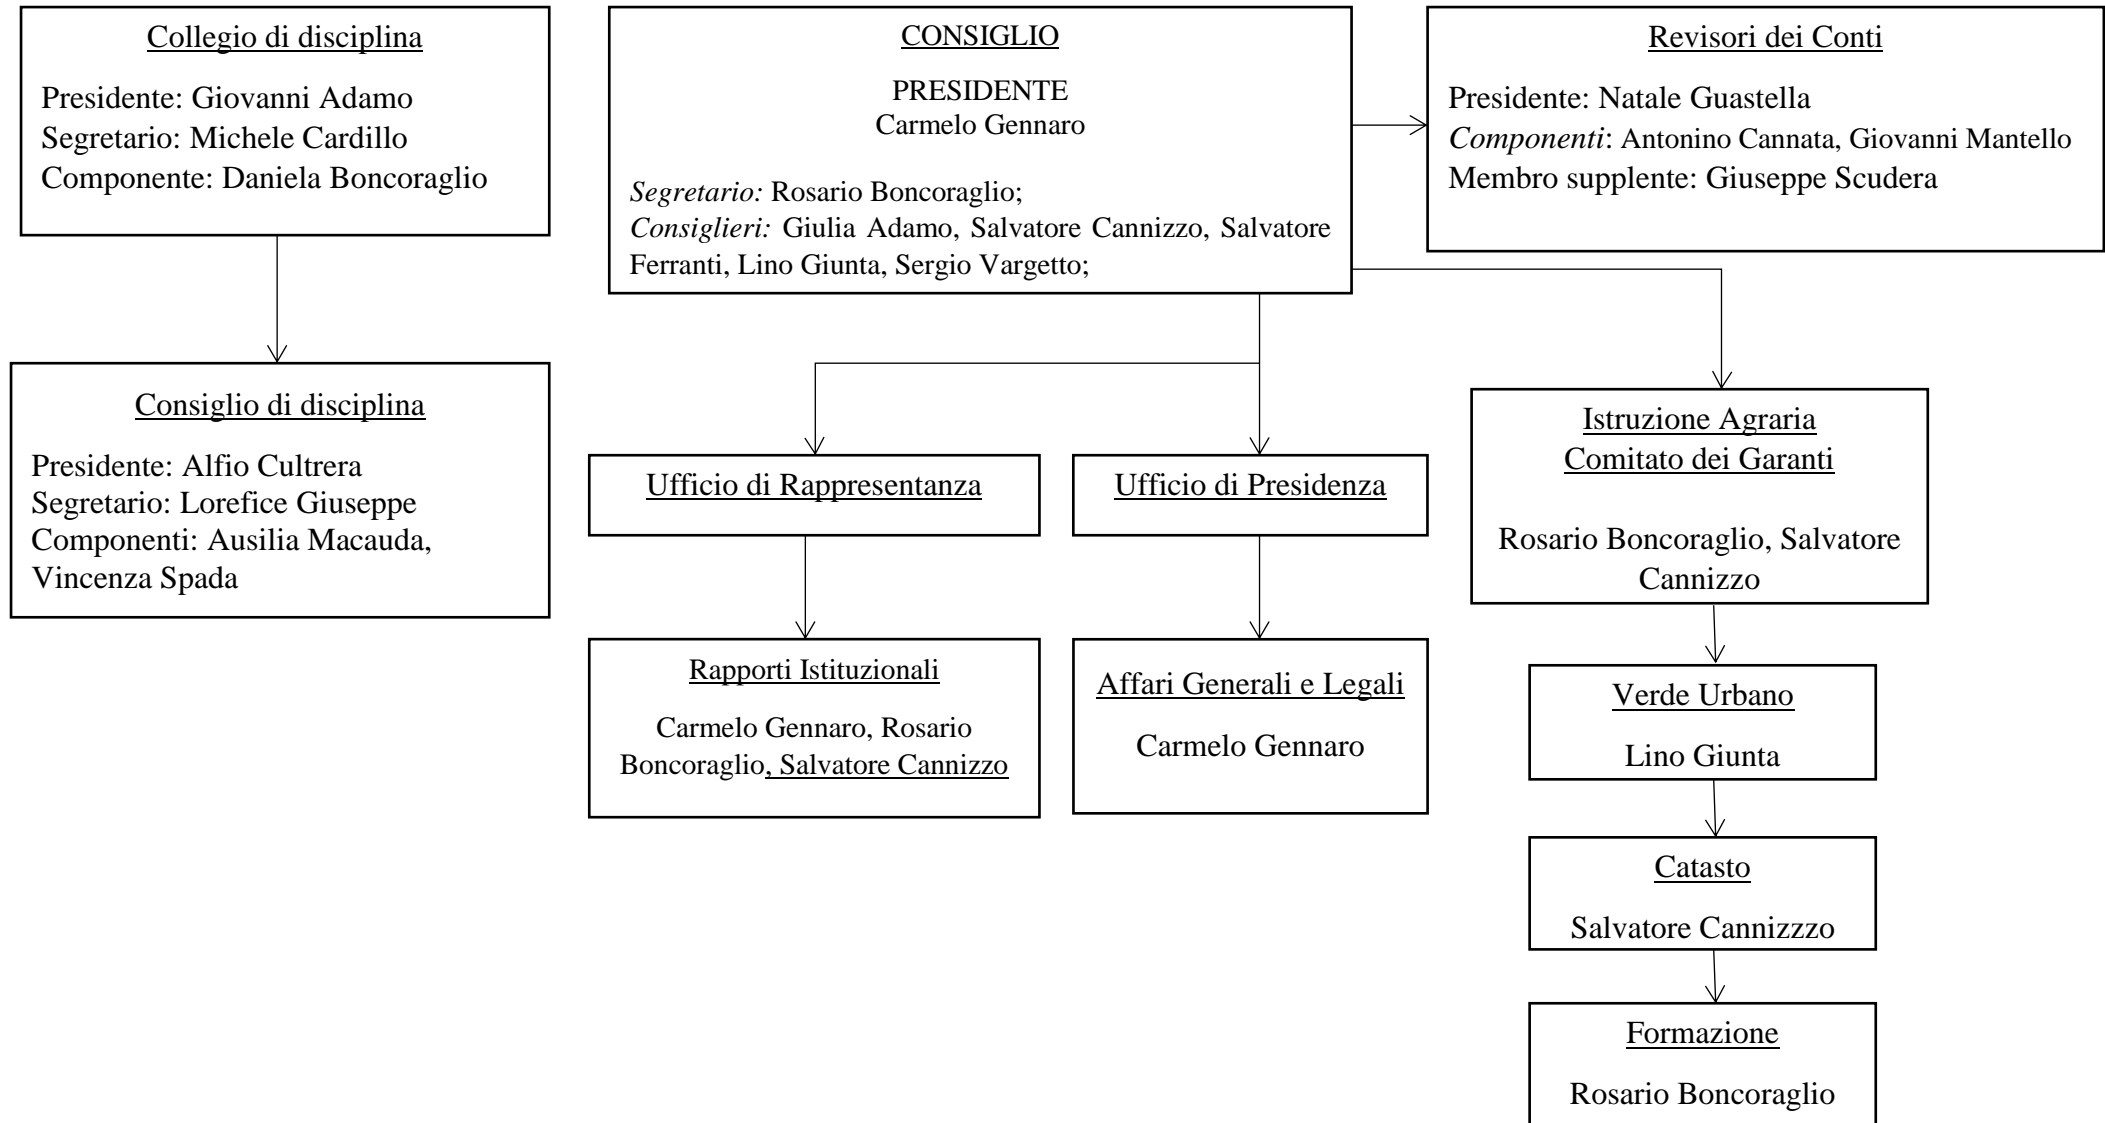 Collegio di disciplina
Presidente: Giovanni Adamo
Segretario: Michele Cardillo
Componente: Daniela Boncoraglio
CONSIGLIO
PRESIDENTE
Carmelo Gennaro
Segretario: Rosario Boncoraglio;
Consiglieri: Giulia Adamo, Salvatore Cannizzo, Salvatore
Ferranti, Lino Giunta, Sergio Vargetto;
Revisori dei Conti
Presidente: Natale Guastella
Componenti: Antonino Cannata, Giovanni Mantello
Membro supplente: Giuseppe Scudera
Consiglio di disciplina
Presidente: Alfio Cultrera
Segretario: Lorefice Giuseppe
Componenti: Ausilia Macauda,
Vincenza Spada
Ufficio di Rappresentanza
Ufficio di Presidenza
Istruzione Agraria
Comitato dei Garanti
Rosario Boncoraglio, Salvatore
Cannizzo
Rapporti Istituzionali
Carmelo Gennaro, Rosario
Boncoraglio, Salvatore Cannizzo
Affari Generali e Legali
Carmelo Gennaro
Verde Urbano
Lino Giunta
Catasto
Salvatore Cannizzzo
Formazione
Rosario Boncoraglio